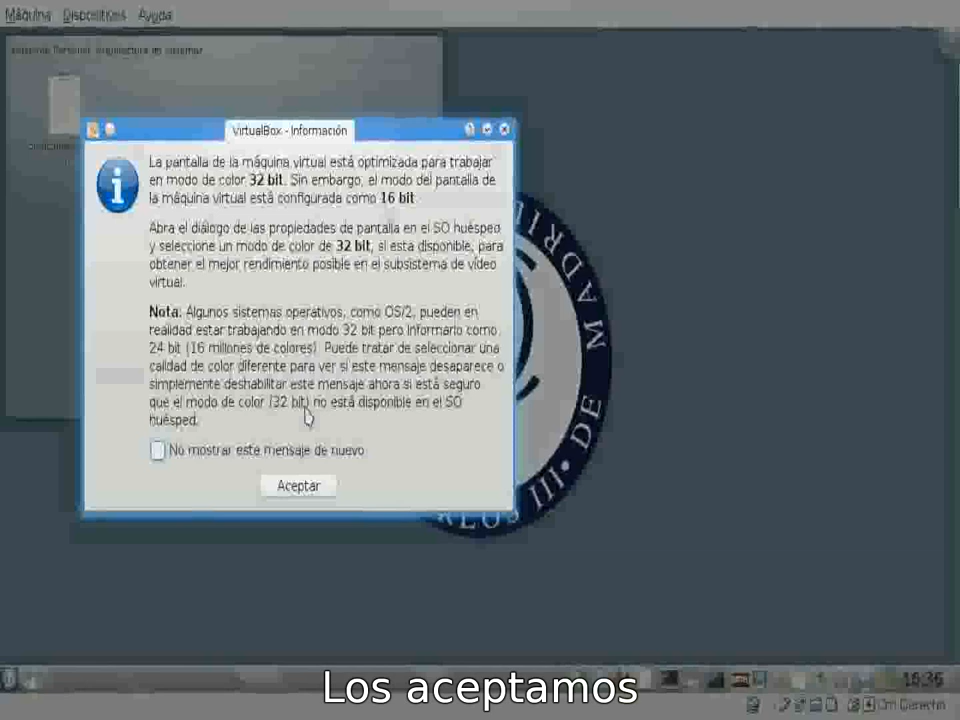 Máquina Dispositivos Ayuda
VirtualBox - Información
La pantalla de la máquina virtual está optimizada para trabajar
en modo de color 32 bit. Sin embargo, el modo del pantalla de
la máquina virtual está configurada como 16 bit.
Abra el diálogo de las propiedades de pantalla en el SO huésped
y seleccione un modo de color de 32 bit, si esta disponible, para
obtener el mejor rendimiento posible en el subsistema de vídeo
virtual.
Nota: Algunos sistemas operativos, como OS/2, pueden en
realidad estar trabajando en modo 32 bit pero informarlo como
24 bit (16 millones de colores). Puede tratar de seleccionar una
calidad de color diferente para ver si este mensaje desaparece o
simplemente deshabilitar este mensaje ahora si está seguro
que el modo de color (32 bit) no está disponible en el SO
huésped.
No mostrar este mensaje de nuevo
Aceptar
III • DE MADRID
16:36
Ctrl Derecho
Los aceptamos